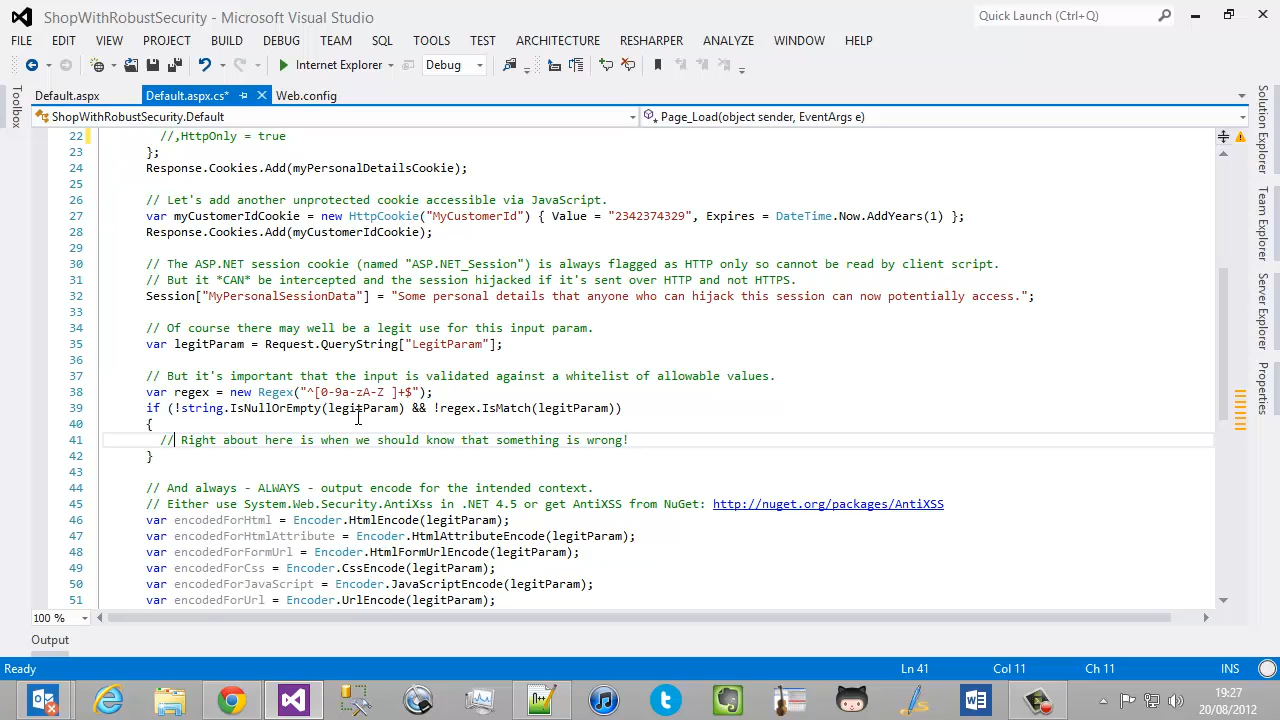 ShopWithRobustSecurity - Microsoft Visual Studio
Quick Launch (Ctrl+Q)
FILE EDIT VIEW PROJECT BUILD DEBUG TEAM SQL TOOLS TEST ARCHITECTURE RESHARPER ANALYZE WINDOW HELP
Internet Explorer Debug
Default.aspx Default.aspx.cs* Web.config
ShopWithRobustSecurity.Default Page_Load(object sender, EventArgs e)
22 //,HttpOnly = true
23 };
24 Response.Cookies.Add(myPersonalDetailsCookie);
25
26 // Let's add another unprotected cookie accessible via JavaScript.
27 var myCustomerIdCookie = new HttpCookie("MyCustomerId") { Value = "2342374329", Expires = DateTime.Now.AddYears(1) };
28 Response.Cookies.Add(myCustomerIdCookie);
29
30 // The ASP.NET session cookie (named "ASP.NET_Session") is always flagged as HTTP only so cannot be read by client script.
31 // But it *CAN* be intercepted and the session hijacked if it's sent over HTTP and not HTTPS.
32 Session["MyPersonalSessionData"] = "Some personal details that anyone who can hijack this session can now potentially access.";
33
34 // Of course there may well be a legit use for this input param.
35 var legitParam = Request.QueryString["LegitParam"];
36
37 // But it's important that the input is validated against a whitelist of allowable values.
38 var regex = new Regex("^[0-9a-zA-Z ]+$");
39 if (!string.IsNullOrEmpty(legitParam) && !regex.IsMatch(legitParam))
40 {
41 // Right about here is when we should know that something is wrong!
42 }
43
44 // And always - ALWAYS - output encode for the intended context.
45 // Either use System.Web.Security.AntiXss in .NET 4.5 or get AntiXSS from NuGet: http://nuget.org/packages/AntiXSS
46 var encodedForHtml = Encoder.HtmlEncode(legitParam);
47 var encodedForHtmlAttribute = Encoder.HtmlAttributeEncode(legitParam);
48 var encodedForFormUrl = Encoder.HtmlFormUrlEncode(legitParam);
49 var encodedForCss = Encoder.CssEncode(legitParam);
50 var encodedForJavaScript = Encoder.JavaScriptEncode(legitParam);
51 var encodedForUrl = Encoder.UrlEncode(legitParam);
Toolbox
Solution Explorer
Team Explorer
Server Explorer
Properties
100 %
Output
Ready Ln 41 Col 11 Ch 11 INS
19:27
20/08/2012